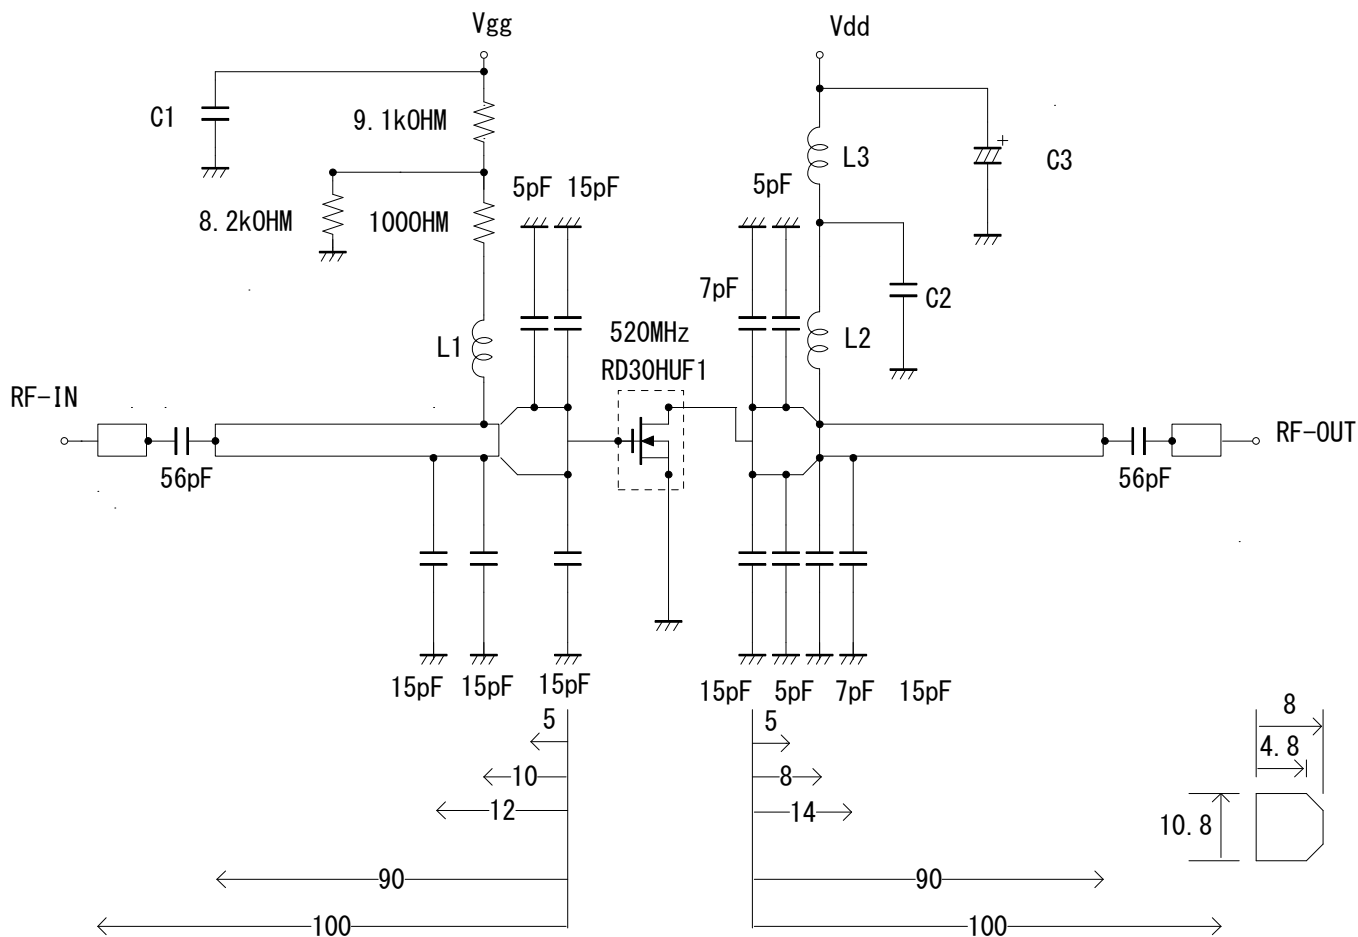 Vgg
Vdd
C1
9.1kOHM
L3
+
C3
5pF 15pF
5pF
8.2kOHM
100OHM
7pF
C2
L1
520MHz
RD30HUF1
L2
RF-IN
RF-OUT
56pF
56pF
15pF 15pF 15pF
15pF 5pF 7pF 15pF
5
5
8
4.8
10
8
12
14
10.8
90
90
100
100